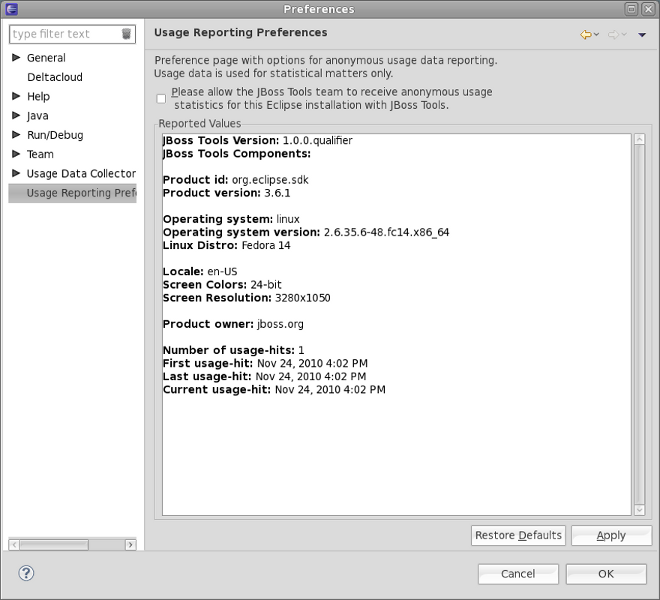 Preferences
type filter text
General
Deltacloud
Help
Java
Run/Debug
Team
Usage Data Collector
Usage Reporting Pref
Usage Reporting Preferences
Preference page with options for anonymous usage data reporting.
Usage data is used for statistical matters only.
Please allow the JBoss Tools team to receive anonymous usage
statistics for this Eclipse installation with JBoss Tools.
Reported Values
JBoss Tools Version: 1.0.0.qualifier
JBoss Tools Components:
Product id: org.eclipse.sdk
Product version: 3.6.1
Operating system: linux
Operating system version: 2.6.35.6-48.fc14.x86_64
Linux Distro: Fedora 14
Locale: en-US
Screen Colors: 24-bit
Screen Resolution: 3280x1050
Product owner: jboss.org
Number of usage-hits: 1
First usage-hit: Nov 24, 2010 4:02 PM
Last usage-hit: Nov 24, 2010 4:02 PM
Current usage-hit: Nov 24, 2010 4:02 PM
Restore Defaults
Apply
?
Cancel
OK